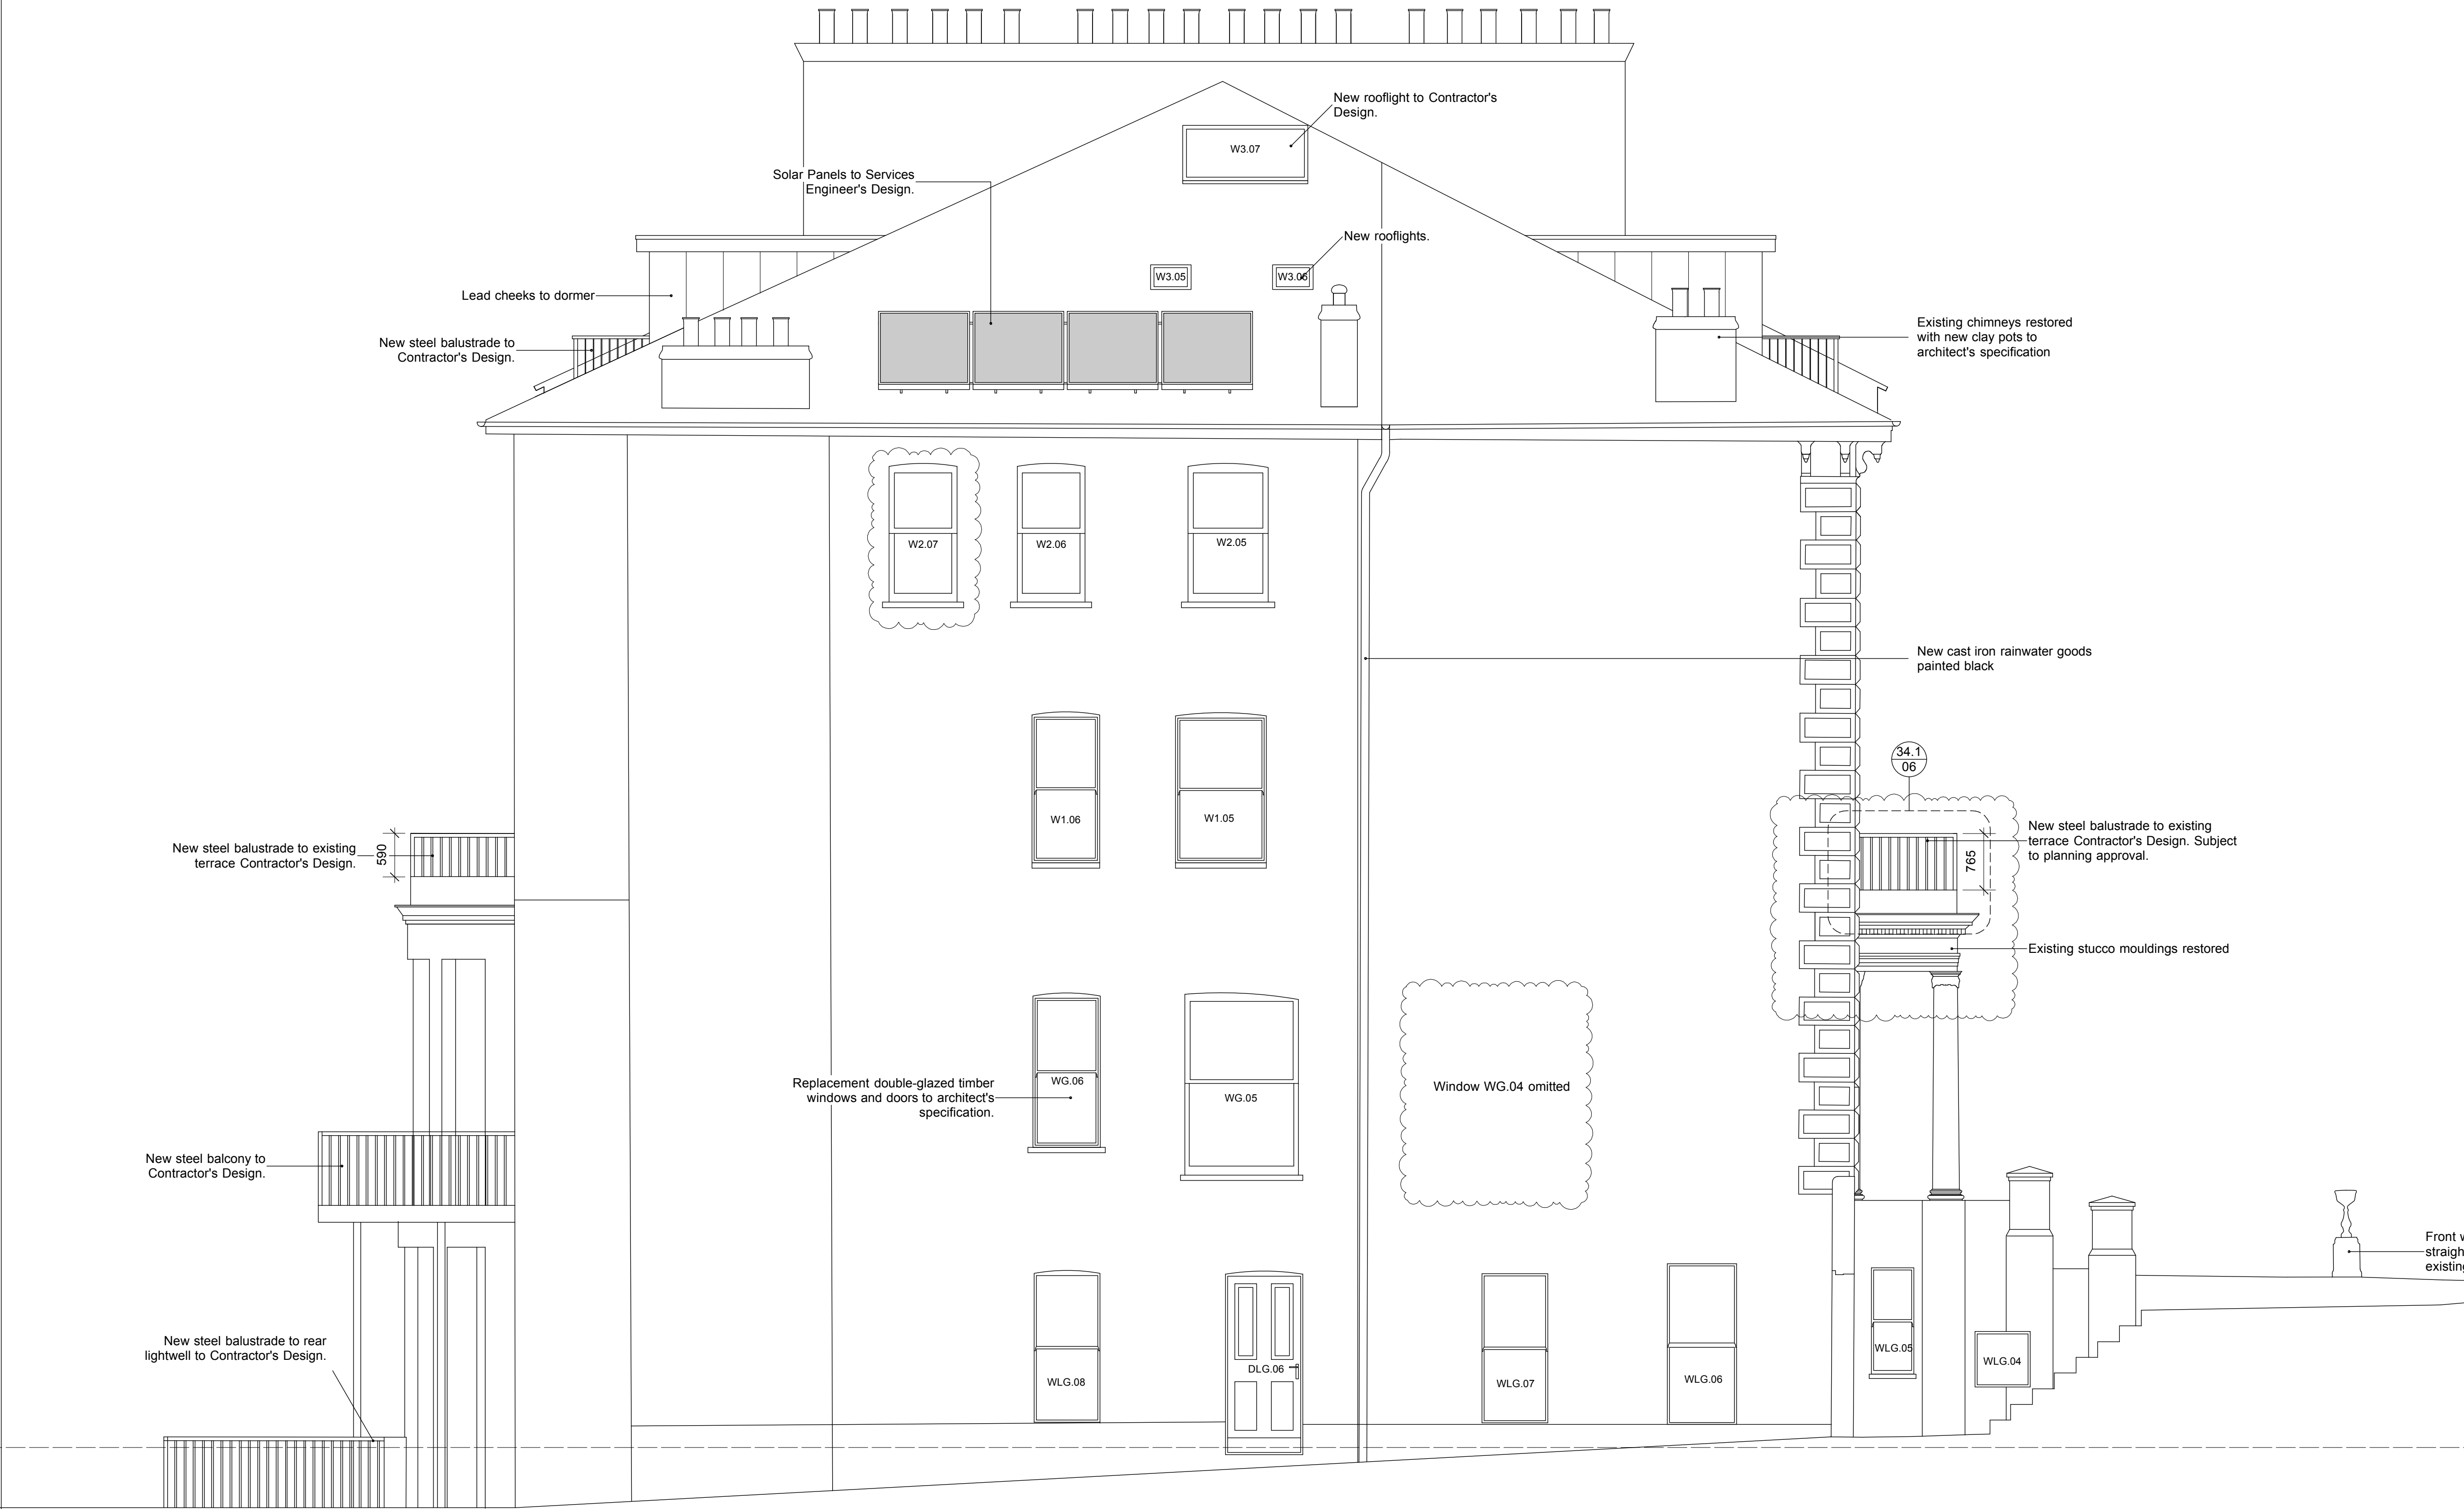 New rooflight to Contractor's
Design.
W3.07
Solar Panels to Services
Engineer's Design.
New rooflights.
W3.05
W3.06
Lead cheeks to dormer
New steel balustrade to
Contractor's Design.
Existing chimneys restored
with new clay pots to
architect's specification
W2.07
W2.06
W2.05
New cast iron rainwater goods
painted black
34.1
06
W1.06
W1.05
New steel balustrade to existing
terrace Contractor's Design.
590
765
New steel balustrade to existing
terrace Contractor's Design. Subject
to planning approval.
Existing stucco mouldings restored
Replacement double-glazed timber
windows and doors to architect's
specification.
WG.06
WG.05
Window WG.04 omitted
New steel balcony to
Contractor's Design.
New steel balustrade to rear
lightwell to Contractor's Design.
WLG.08
DLG.06
WLG.07
WLG.06
WLG.05
WLG.04
Front